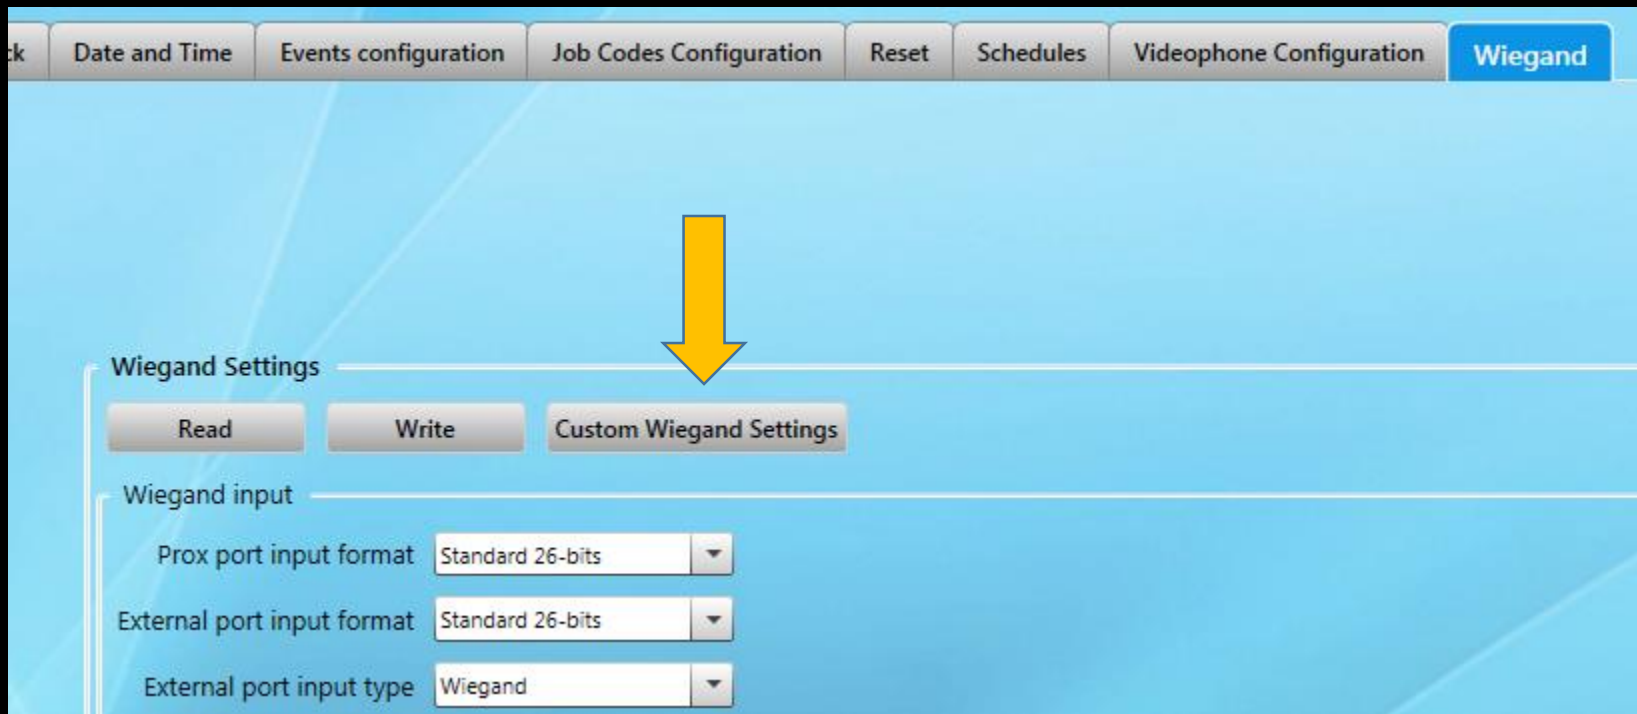 ck Date and Time Events configuration Job Codes Configuration Reset Schedules Videophone Configuration Wiegand
Wiegand Settings
Read Write Custom Wiegand Settings
Wiegand input
Prox port input format Standard 26-bits
External port input format Standard 26-bits
External port input type Wiegand